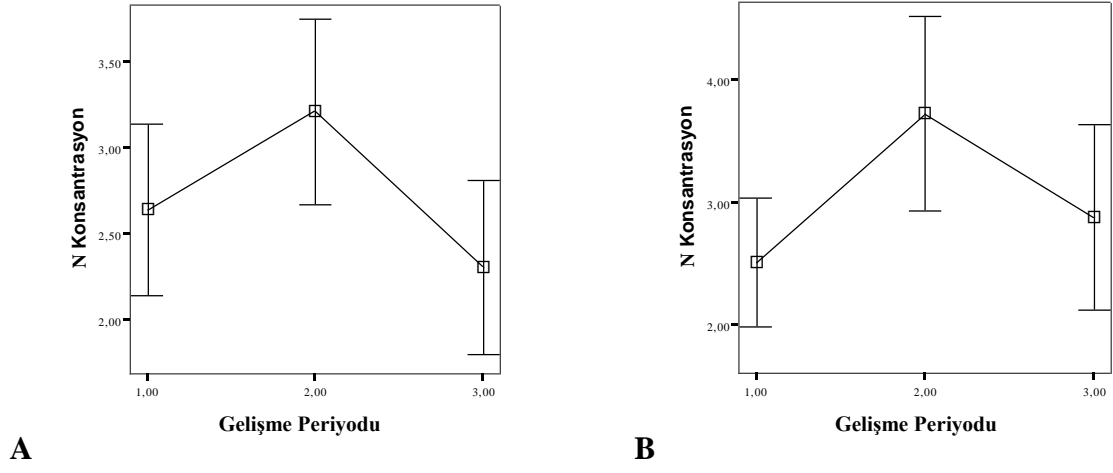 N Konsantrasyon
3,50
3,00
2,50
2,00
1,00 2,00 3,00
Gelişme Periyodu
A
N Konsantrasyon
4,00
3,00
2,00
1,00 2,00 3,00
Gelişme Periyodu
B